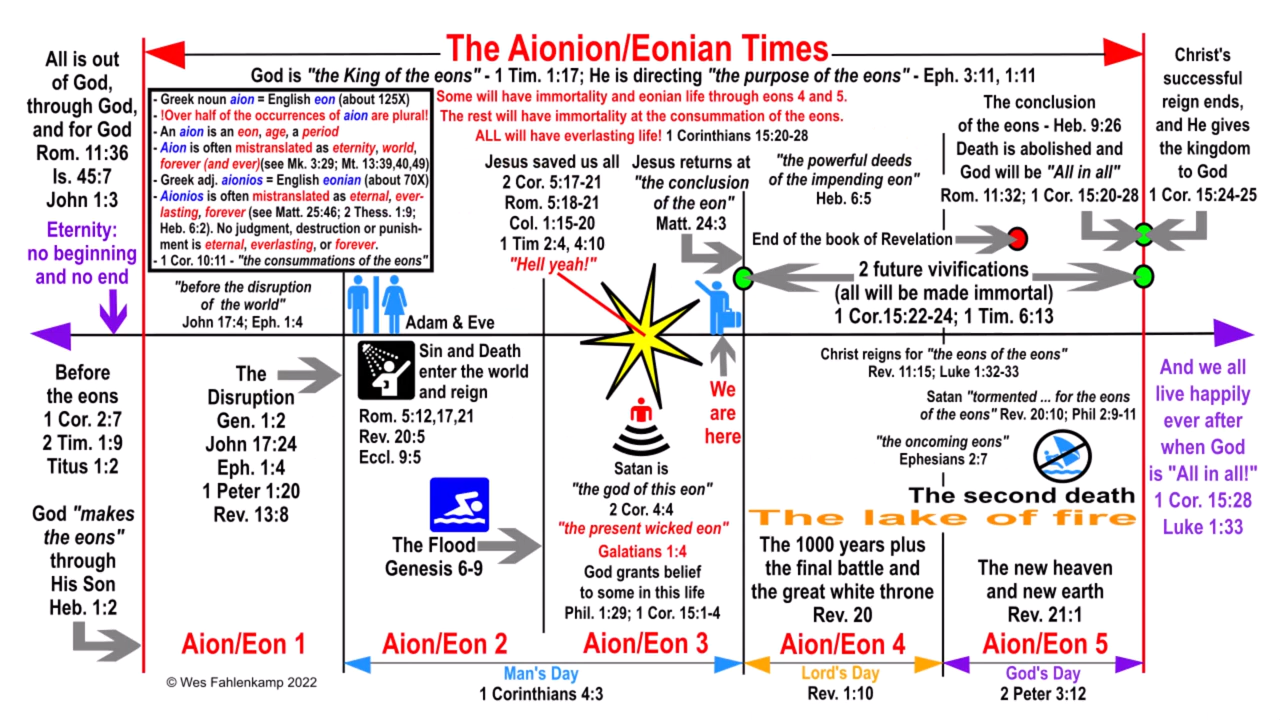 The Aionion/Eonian Times
God is "the King of the eons" - 1 Tim. 1:17; He is directing "the purpose of the eons" - Eph. 3:11, 1:11
All is out
of God,
through God,
and for God
Rom. 11:36
Is. 45:7
John 1:3
Eternity:
no beginning
and no end
- Greek noun aion = English eon (about 125X)
- !Over half of the occurrences of aion are plural!
- An aion is an eon, age, a period
- Aion is often mistranslated as eternity, world,
forever (and ever)(see Mk. 3:29; Mt. 13:39,40,49)
- Greek adj. aionios = English eonian (about 70X)
- Aionios is often mistranslated as eternal, ever-
lasting, forever (see Matt. 25:46; 2 Thess. 1:9;
Heb. 6:2). No judgment, destruction or punish-
ment is eternal, everlasting, or forever.
- 1 Cor. 10:11 - "the consummations of the eons"
Some will have immortality and eonian life through eons 4 and 5.
The rest will have immortality at the consummation of the eons.
ALL will have everlasting life! 1 Corinthians 15:20-28
Jesus saved us all
2 Cor. 5:17-21
Rom. 5:18-21
Col. 1:15-20
1 Tim 2:4, 4:10
"Hell yeah!"
Jesus returns at
"the conclusion
of the eon"
Matt. 24:3
"the powerful deeds
of the impending eon"
Heb. 6:5
The conclusion
of the eons - Heb. 9:26
Death is abolished and
God will be "All in all"
Rom. 11:32; 1 Cor. 15:20-28
Christ's
successful
reign ends,
and He gives
the kingdom
to God
1 Cor. 15:24-25
End of the book of Revelation
2 future vivifications
(all will be made immortal)
1 Cor.15:22-24; 1 Tim. 6:13
"before the disruption
of the world"
John 17:4; Eph. 1:4
Adam & Eve
Before
the eons
1 Cor. 2:7
2 Tim. 1:9
Titus 1:2
God "makes
the eons"
through
His Son
Heb. 1:2
The
Disruption
Gen. 1:2
John 17:24
Eph. 1:4
1 Peter 1:20
Rev. 13:8
Sin and Death
enter the world
and reign
Rom. 5:12,17,21
Rev. 20:5
Eccl. 9:5
The Flood
Genesis 6-9
Satan is
"the god of this eon"
2 Cor. 4:4
"the present wicked eon"
Galatians 1:4
God grants belief
to some in this life
Phil. 1:29; 1 Cor. 15:1-4
We
are
here
Christ reigns for "the eons of the eons"
Rev. 11:15; Luke 1:32-33
Satan "tormented ... for the eons
of the eons" Rev. 20:10; Phil 2:9-11
"the oncoming eons"
Ephesians 2:7
The second death
The lake of fire
The 1000 years plus
the final battle and
the great white throne
Rev. 20
The new heaven
and new earth
Rev. 21:1
And we all
live happily
ever after
when God
is "All in all!"
1 Cor. 15:28
Luke 1:33
Aion/Eon 1
Aion/Eon 2
Aion/Eon 3
Aion/Eon 4
Aion/Eon 5
Man's Day
1 Corinthians 4:3
Lord's Day
Rev. 1:10
God's Day
2 Peter 3:12
© Wes Fahlenkamp 2022